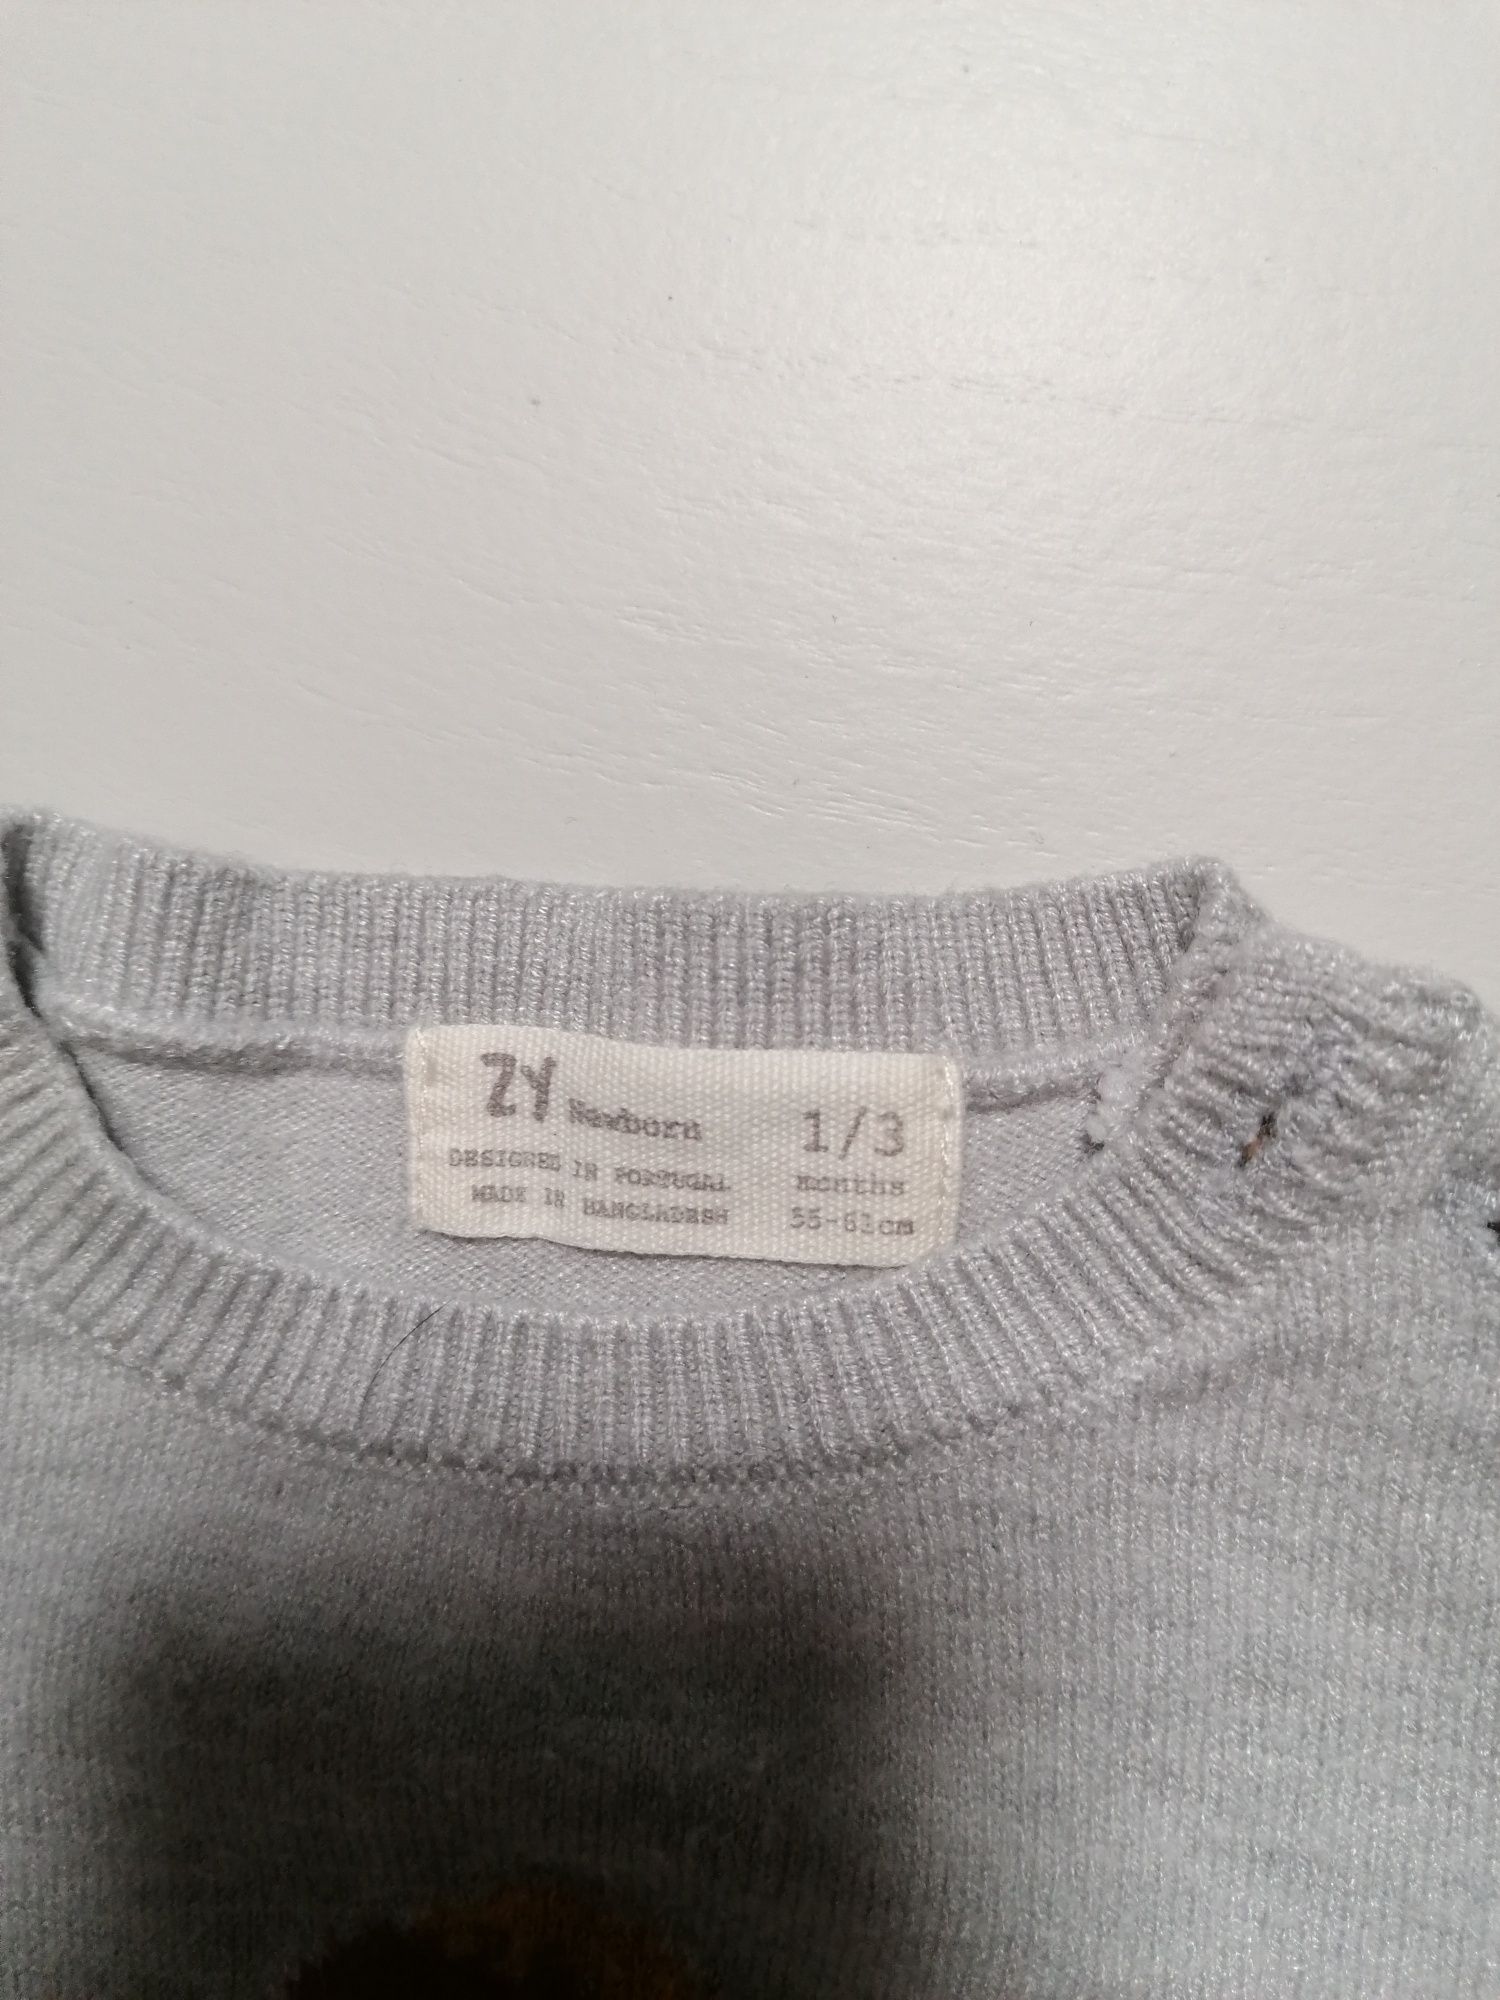 ZY Newborn
DESIGNED IN PORTUGAL
MADE IN BANGLADESH
1/3
months
55-61cm